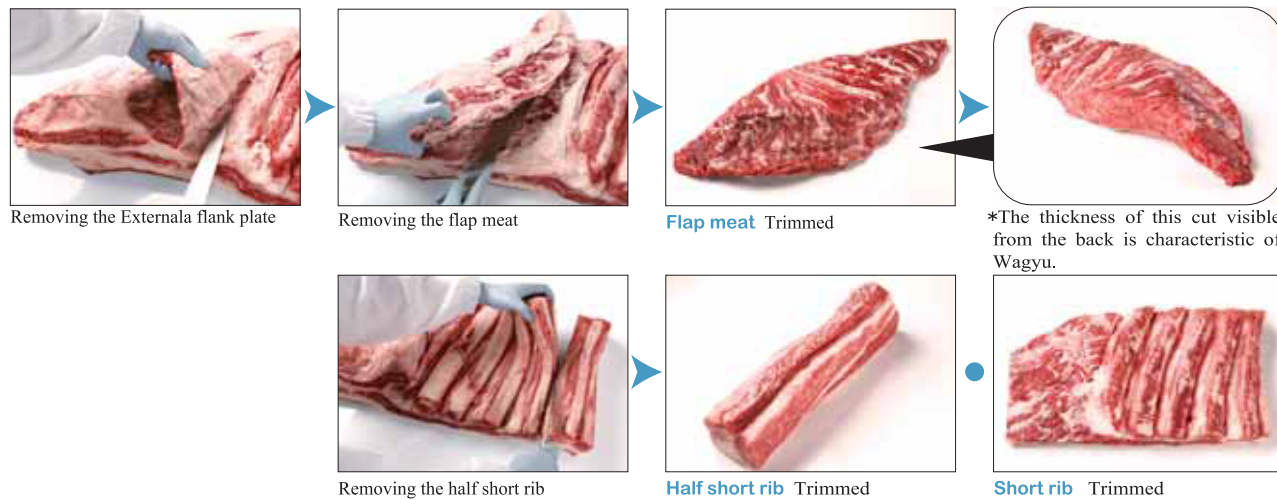 Removing the Externala flank plate
Removing the flap meat
Flap meat Trimmed
*The thickness of this cut visible
from the back is characteristic of
Wagyu.
Removing the half short rib
Half short rib Trimmed
Short rib Trimmed